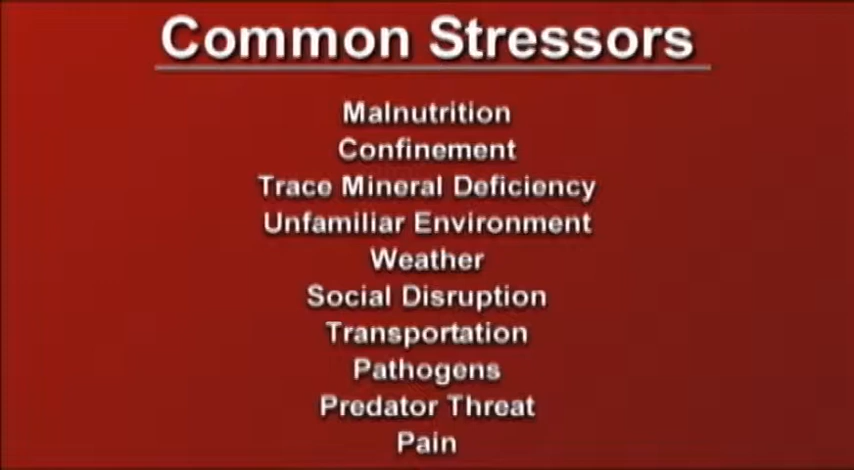 Common Stressors
Malnutrition
Confinement
Trace Mineral Deficiency
Unfamiliar Environment
Weather
Social Disruption
Transportation
Pathogens
Predator Threat
Pain